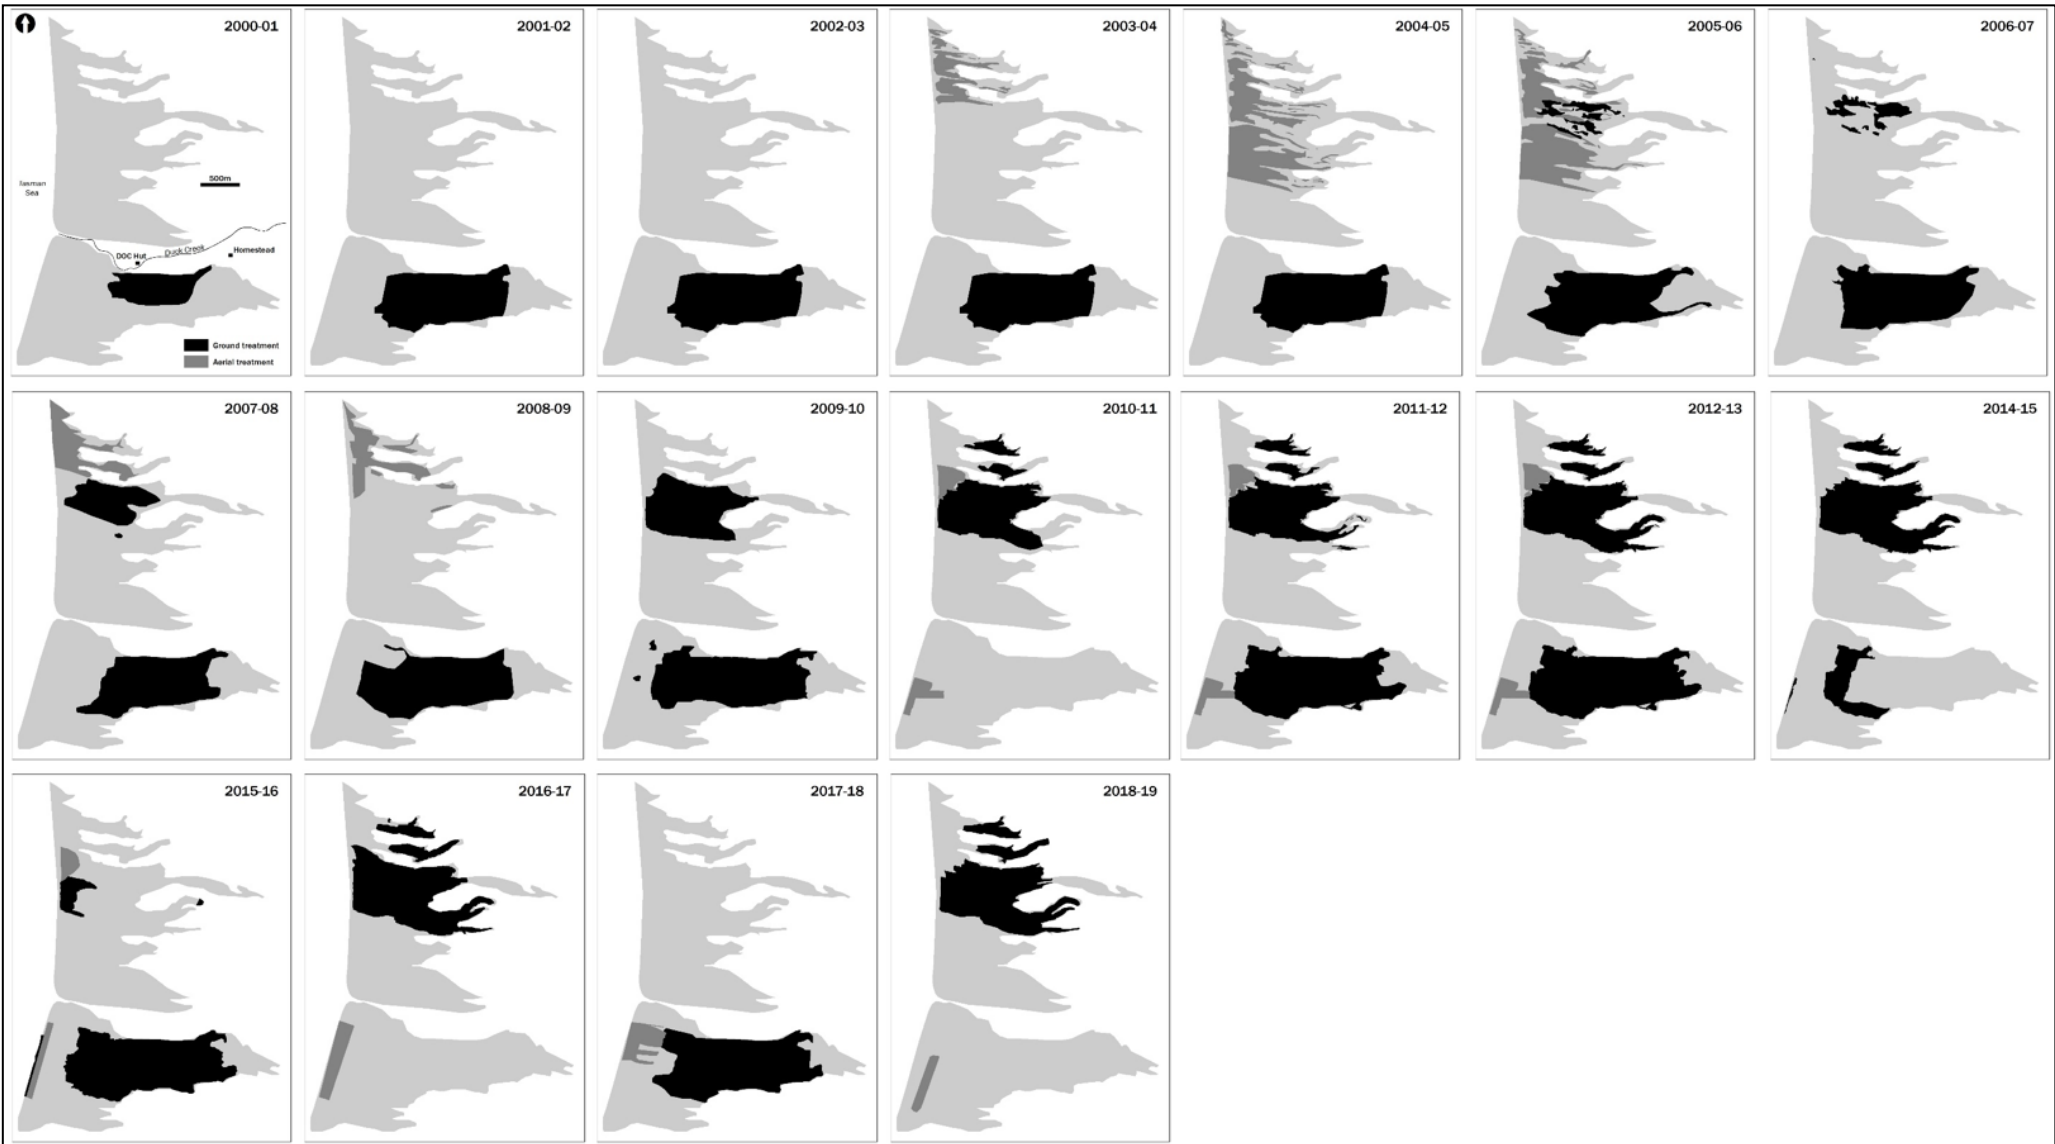 2000-01
2001-02
2002-03
2003-04
2004-05
2005-06
2006-07
Tasman
Sea
500m
Duck Creek
DOC Hut
Homestead
Ground treatment
Aerial treatment
2007-08
2008-09
2009-10
2010-11
2011-12
2012-13
2014-15
2015-16
2016-17
2017-18
2018-19